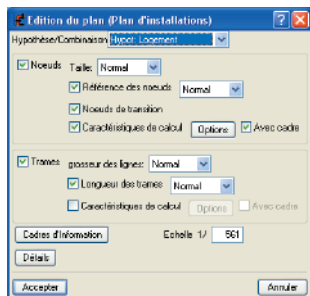 Edition du plan (Plan d'installations)
Hypothèse/Combinaison Hypot: Logement
Noeuds Taille: Normal
Référence des noeuds Normal
Noeuds de transition
Caractéristiques de calcul Options Avec cadre
Trames grosseur des lignes: Normal
Longueur des trames Normal
Caractéristiques de calcul Options Avec cadre
Cadres d'Information Echelle 1/ 561
Détails
Accepter Annuler